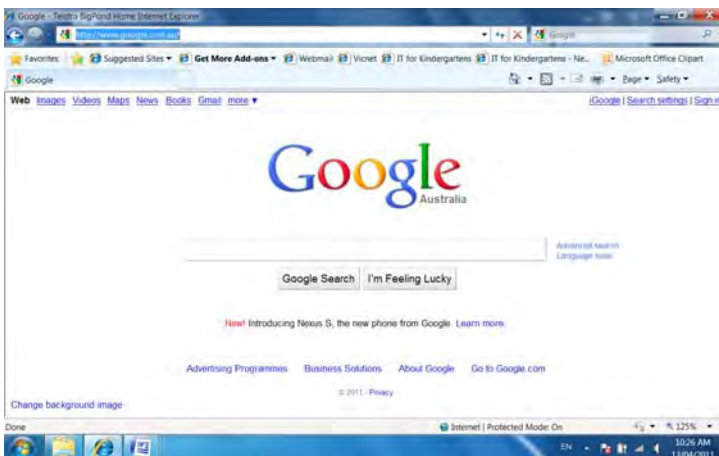 Google - Telstra BigPond Home Internet Explorer
http://www.google.com.au/
Google
Favorites Suggested Sites Get More Add-ons Webmail Vicnet IT for Kindergartens IT for Kindergartens - Ne... Microsoft Office Clipart
Google Page Safety
Web Images Videos Maps News Books Gmail more iGoogle | Search settings | Sign in
Google
Australia
Advanced search
Language tools
Google Search I'm Feeling Lucky
New! Introducing Nexus S, the new phone from Google. Learn more.
Advertising Programmes Business Solutions About Google Go to Google.com
© 2011 - Privacy
Change background image
Done Internet | Protected Mode: On 125%
EN 10:26 AM
13/04/2011